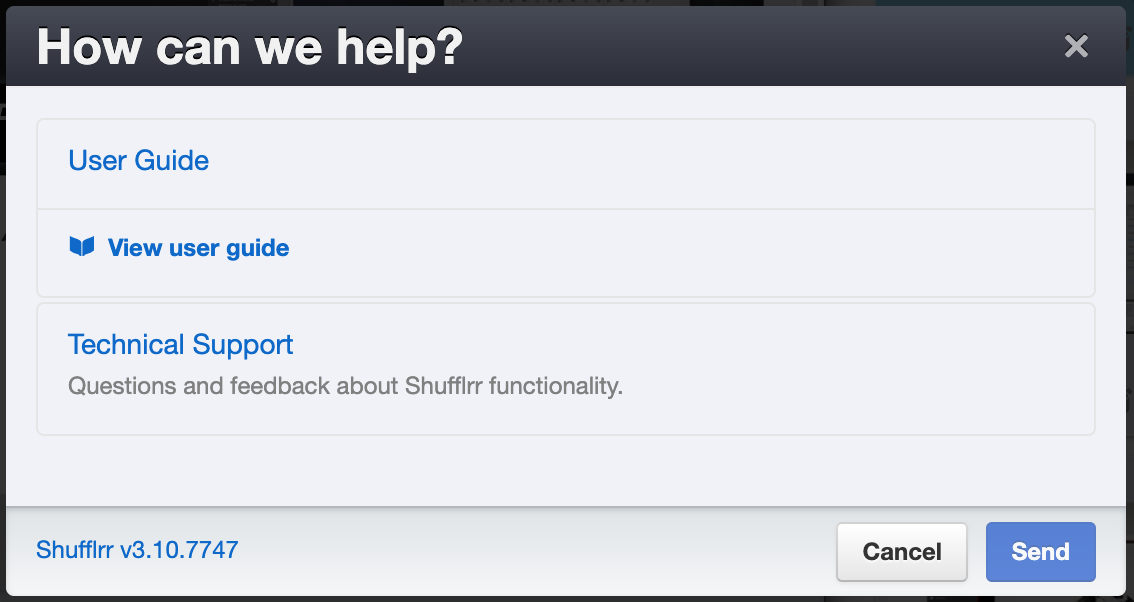 How can we help?
User Guide
View user guide
Technical Support
Questions and feedback about Shufflrr functionality.
Shufflrr v3.10.7747
Cancel
Send